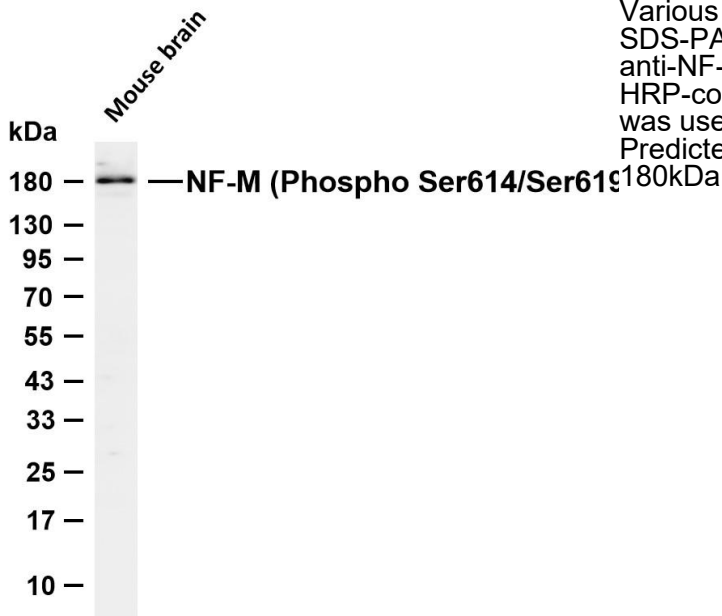 Mouse brain
kDa
180
130
95
70
55
43
33
25
17
10
NF-M (Phospho Ser614/Ser619
Various
SDS-PA
anti-NF-
HRP-co
was use
Predicte
180kDa